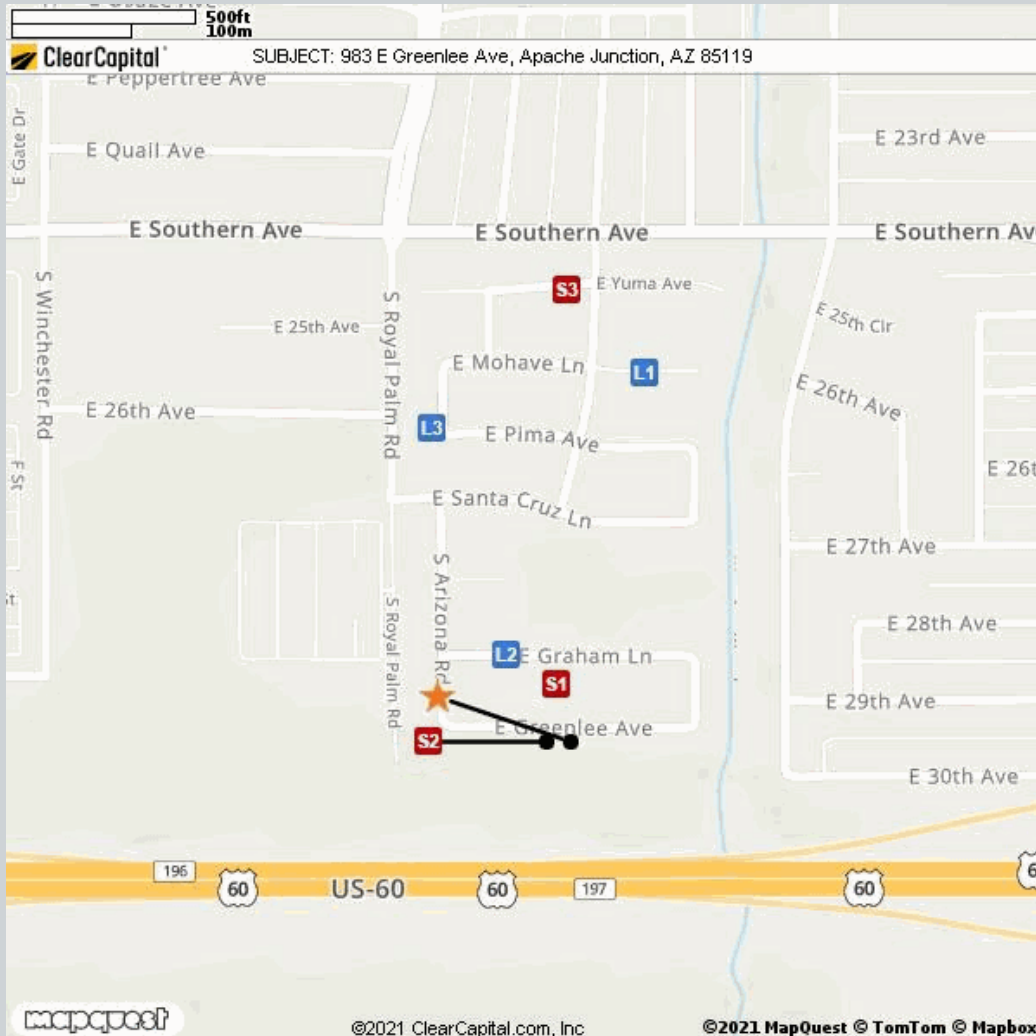 500ft
100m
ClearCapital
SUBJECT: 983 E Greenlee Ave, Apache Junction, AZ 85119
E Peppertree Ave
E Gate Dr
E Quail Ave
E 23rd Ave
E Southern Ave
E Southern Ave
E Southern Av
S Winchester Rd
S3
E Yuma Ave
S Royal Palm Rd
E 25th Ave
E 25th Cir
E Mohave Ln
L1
E 26th Ave
E 26th Ave
L3
E Pima Ave
F St
E 26t
E Santa Cruz Ln
S Arizona Rd
E 27th Ave
S Royal Palm Rd
St
E 28th Ave
L2
E Graham Ln
S1
E 29th Ave
E Greenlee Ave
S2
E 30th Ave
196
60
US-60
60
197
60
6
mapquest
©2021 ClearCapital.com, Inc
©2021 MapQuest © TomTom © Mapbox